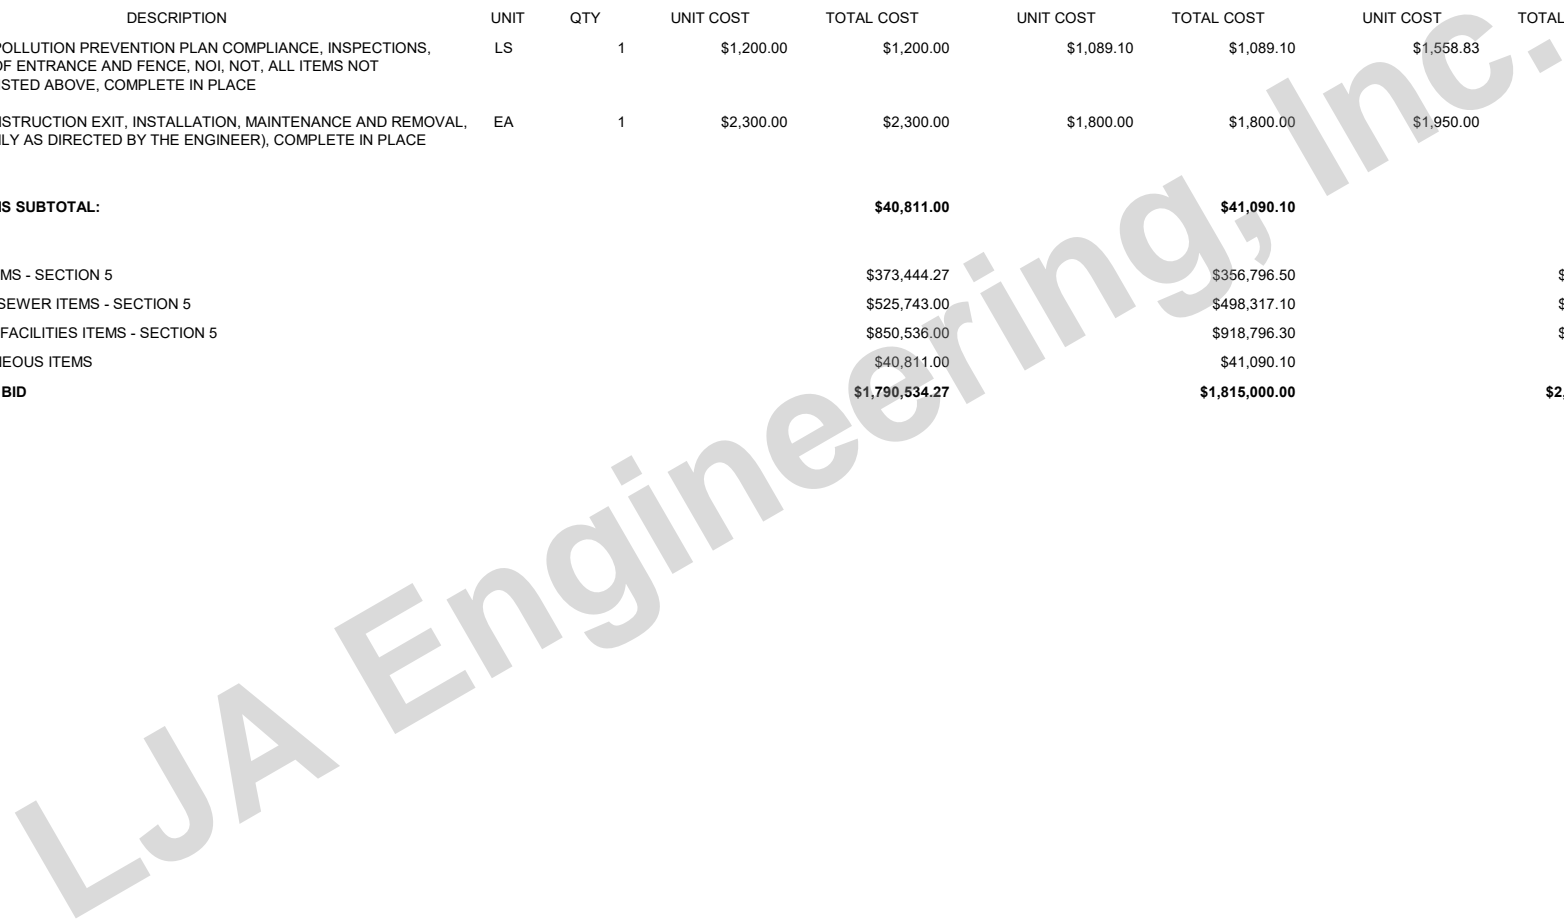 DESCRIPTION UNIT QTY UNIT COST TOTAL COST UNIT COST TOTAL COST UNIT COST TOTAL
POLLUTION PREVENTION PLAN COMPLIANCE, INSPECTIONS, LS 1 $1,200.00 $1,200.00 $1,089.10 $1,089.10 $1,558.83
OF ENTRANCE AND FENCE, NOI, NOT, ALL ITEMS NOT
STED ABOVE, COMPLETE IN PLACE
NSTRUCTION EXIT, INSTALLATION, MAINTENANCE AND REMOVAL, EA 1 $2,300.00 $2,300.00 $1,800.00 $1,800.00 $1,950.00
LY AS DIRECTED BY THE ENGINEER), COMPLETE IN PLACE
MS SUBTOTAL: $40,811.00 $41,090.10
MS - SECTION 5 $373,444.27 $356,796.50 $
SEWER ITEMS - SECTION 5 $525,743.00 $498,317.10 $
FACILITIES ITEMS - SECTION 5 $850,536.00 $918,796.30 $
EOUS ITEMS $40,811.00 $41,090.10
BID $1,790,534.27 $1,815,000.00 $2,
LJA Engineering, Inc.